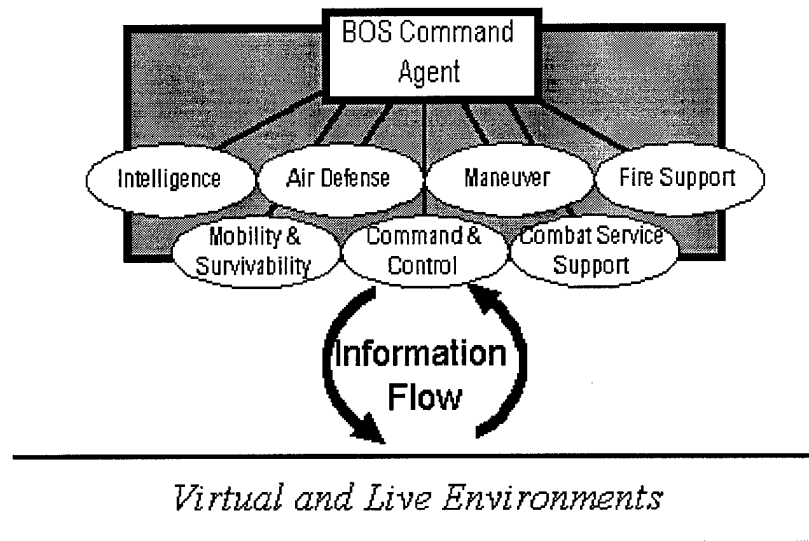 BOS Command
Agent
Intelligence
Air Defense
Maneuver
Fire Support
Mobility &
Survivability
Command &
Control
Combat Service
Support
Information
Flow
Virtual and Live Environments